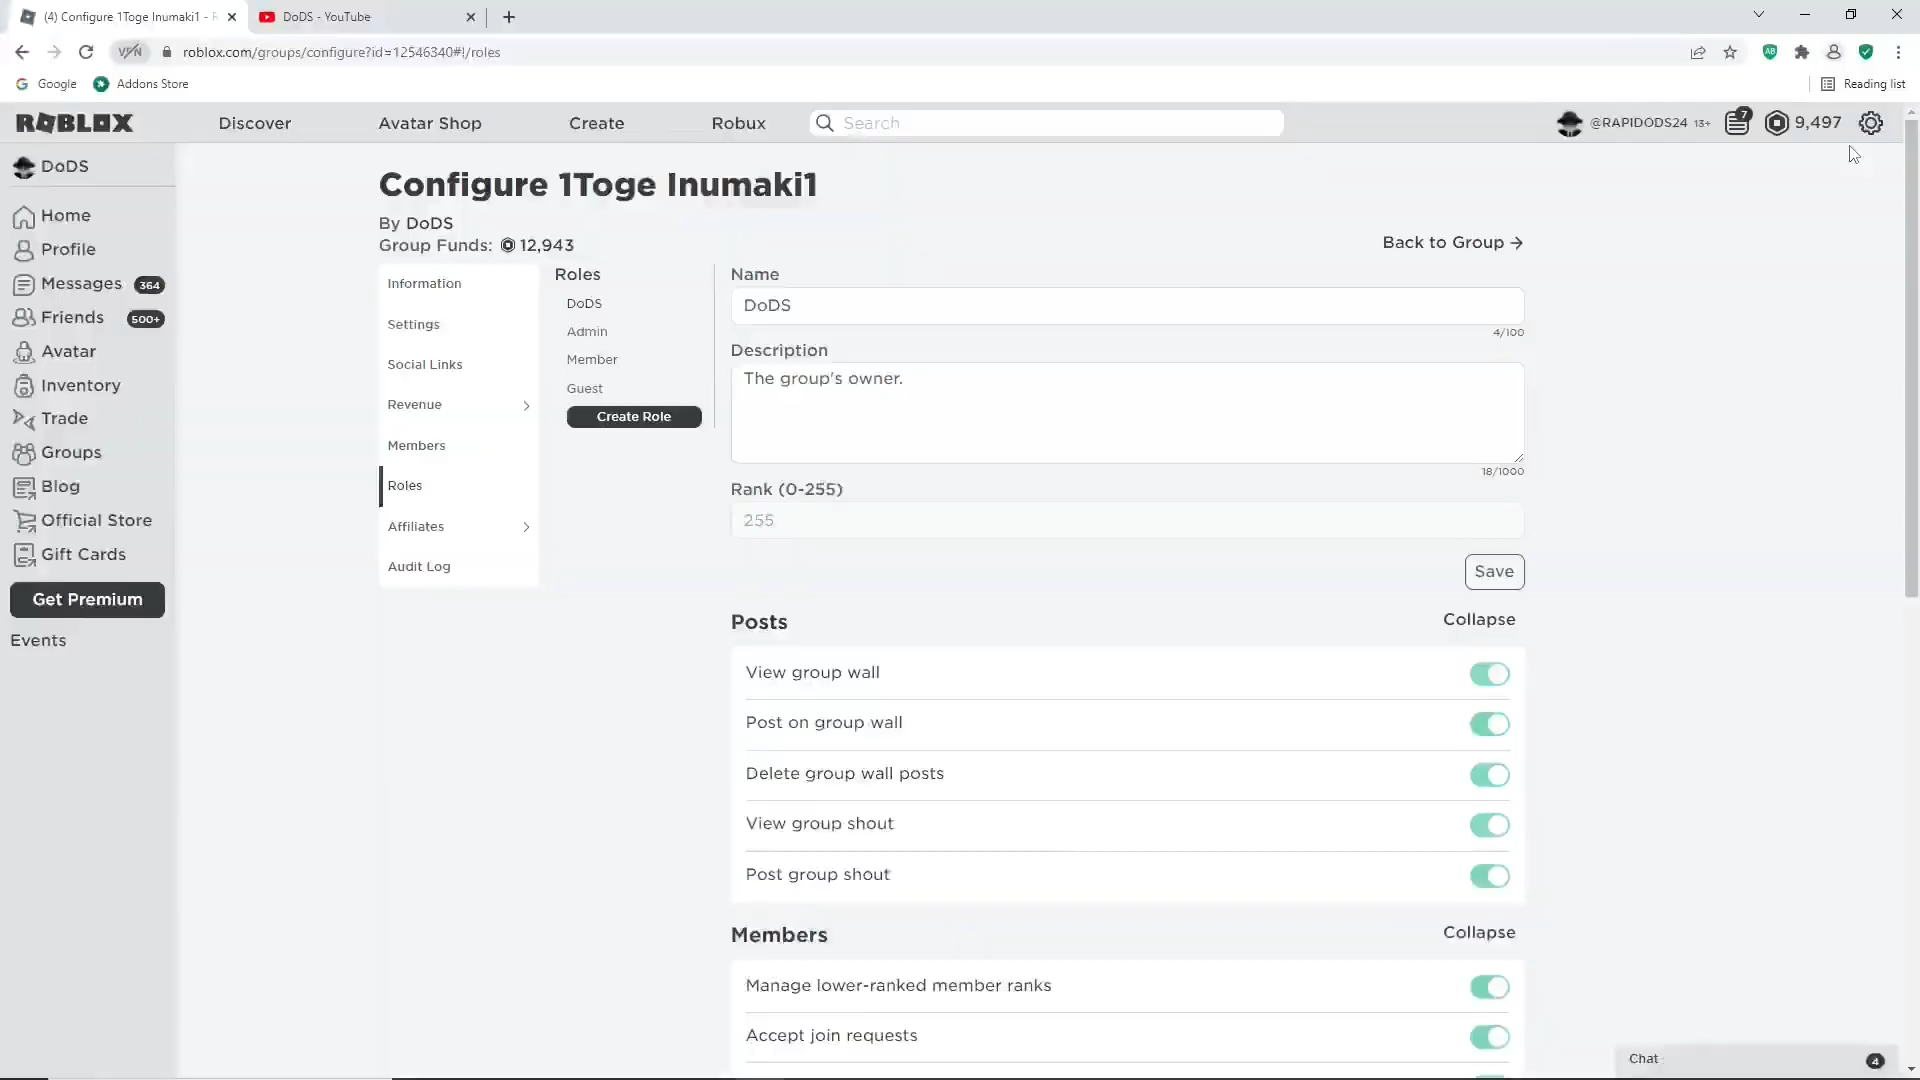 (4) Configure 1Toge Inumaki1 -
DoDS - YouTube
VPN
roblox.com/groups/configure?id=12546340#!/roles
Google
Addons Store
Reading list
ROBLOX
Discover
Avatar Shop
Create
Robux
Search
@RAPIDODS24 13+
7
9,497
DoDS
Home
Profile
Messages 364
Friends 500+
Avatar
Inventory
Trade
Groups
Blog
Official Store
Gift Cards
Get Premium
Events
Configure 1Toge Inumaki1
By DoDS
Group Funds: 12,943
Back to Group →
Information
Settings
Social Links
Revenue
Members
Roles
Affiliates
Audit Log
Roles
DoDS
Admin
Member
Guest
Create Role
Name
DoDS
4/100
Description
The group's owner.
18/1000
Rank (0-255)
255
Save
Posts
Collapse
View group wall
Post on group wall
Delete group wall posts
View group shout
Post group shout
Members
Collapse
Manage lower-ranked member ranks
Accept join requests
Chat
4